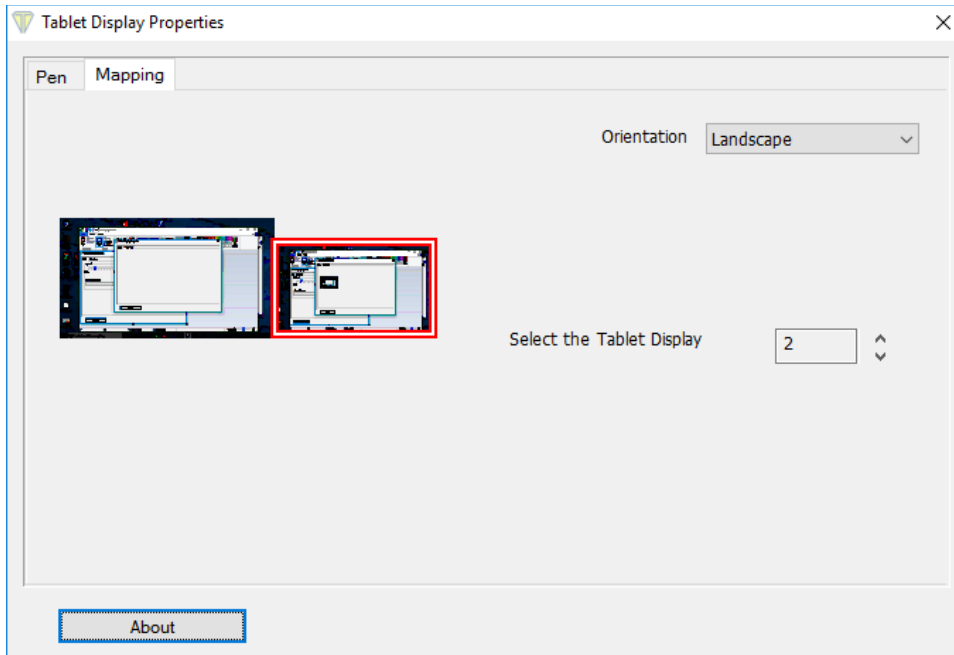 Tablet Display Properties
Pen
Mapping
Orientation
Landscape
Select the Tablet Display
2
About